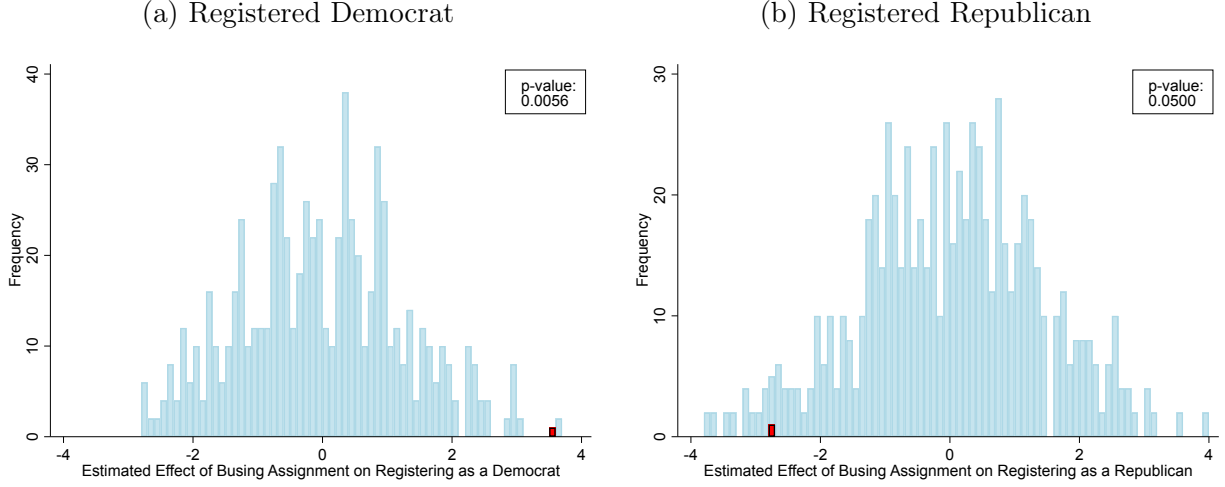 (a) Registered Democrat
p-value:
0.0056
Frequency
40
30
20
10
0
-4
-2
0
2
4
Estimated Effect of Busing Assignment on Registering as a Democrat
(b) Registered Republican
p-value:
0.0500
Frequency
30
20
10
0
-4
-2
0
2
4
Estimated Effect of Busing Assignment on Registering as a Republican